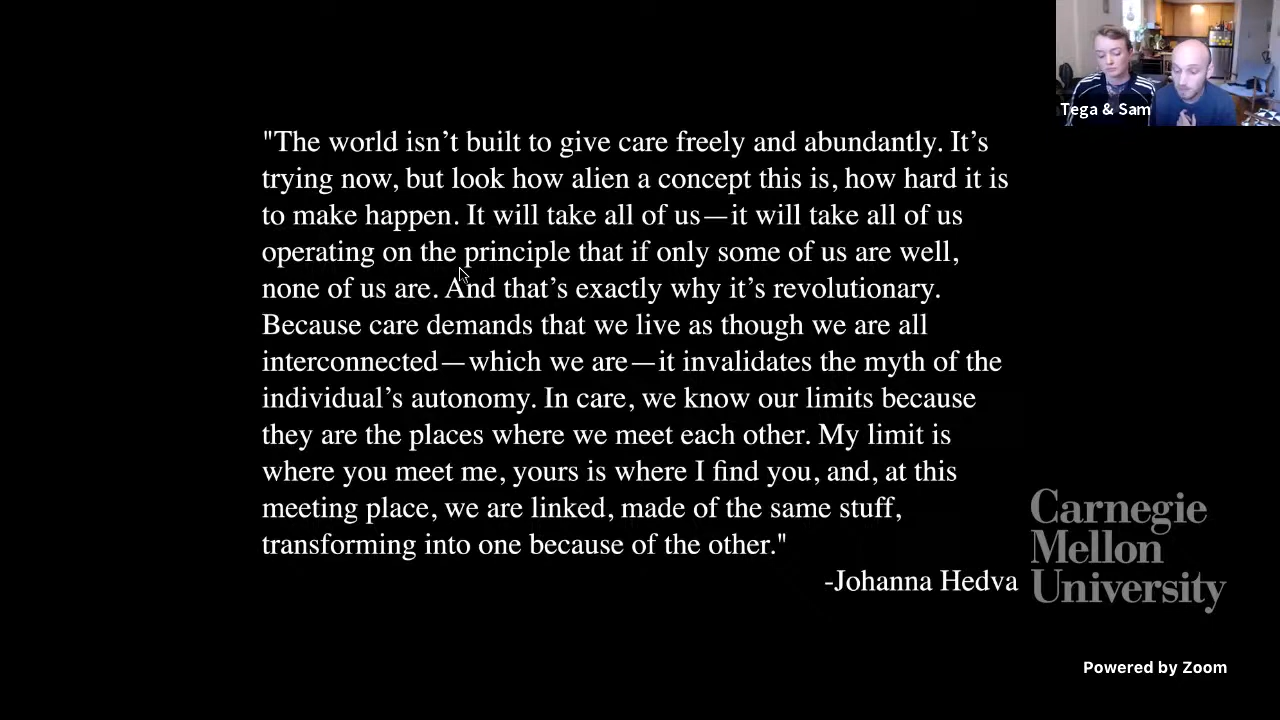 Tega & Sam
"The world isn’t built to give care freely and abundantly. It’s
trying now, but look how alien a concept this is, how hard it is
to make happen. It will take all of us—it will take all of us
operating on the principle that if only some of us are well,
none of us are. And that’s exactly why it’s revolutionary.
Because care demands that we live as though we are all
interconnected—which we are—it invalidates the myth of the
individual’s autonomy. In care, we know our limits because
they are the places where we meet each other. My limit is
where you meet me, yours is where I find you, and, at this
meeting place, we are linked, made of the same stuff,
transforming into one because of the other."
-Johanna Hedva
Carnegie
Mellon
University
Powered by Zoom